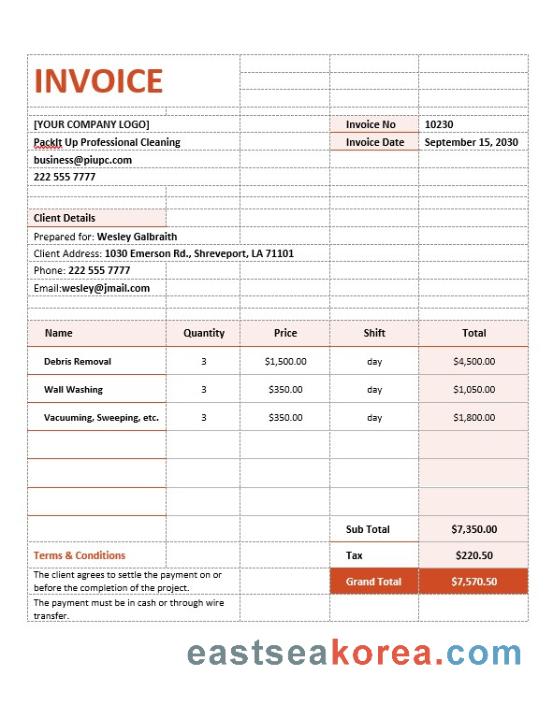 INVOICE
[YOUR COMPANY LOGO]
Invoice No 10230
PackIt Up Professional Cleaning
Invoice Date September 15, 2030
business@piupc.com
222 555 7777
Client Details
Prepared for: Wesley Galbraith
Client Address: 1030 Emerson Rd., Shreveport, LA 71101
Phone: 222 555 7777
Email:wesley@jmail.com
Name Quantity Price Shift Total
Debris Removal 3 $1,500.00 day $4,500.00
Wall Washing 3 $350.00 day $1,050.00
Vacuuming, Sweeping, etc. 3 $350.00 day $1,800.00
Sub Total $7,350.00
Terms & Conditions Tax $220.50
The client agrees to settle the payment on or
before the completion of the project.
Grand Total $7,570.50
The payment must be in cash or through wire
transfer.
eastseakorea.com